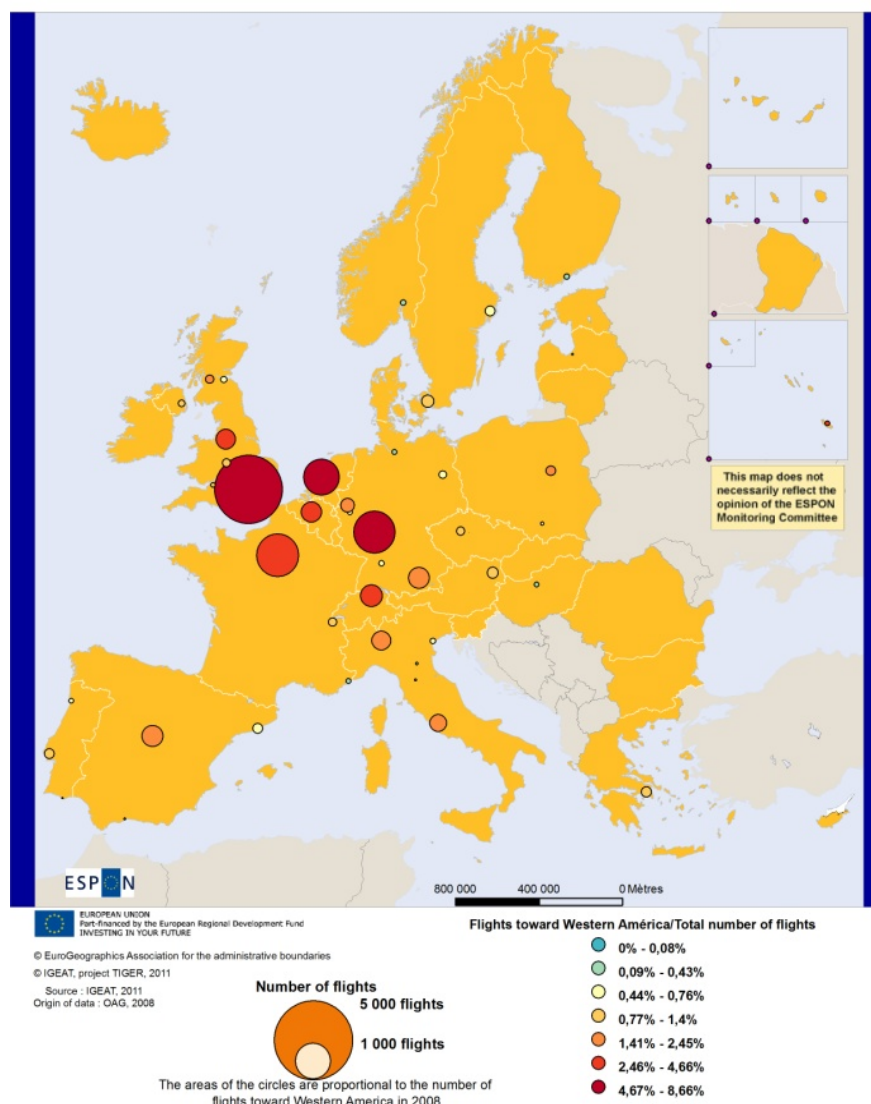 This map does not
necessarily reflect the
opinion of the ESPON
Monitoring Committee
ESPON
800 000 400 000 0 Mètres
EUROPEAN UNION
Part-financed by the European Regional Development Fund
INVESTING IN YOUR FUTURE
© EuroGeographics Association for the administrative boundaries
© IGEAT, project TIGER, 2011
Source : IGEAT, 2011
Origin of data : OAG, 2008
Number of flights
5 000 flights
1 000 flights
The areas of the circles are proportional to the number of
flights toward Western America in 2008
Flights toward Western América/Total number of flights
0% - 0,08%
0,09% - 0,43%
0,44% - 0,76%
0,77% - 1,4%
1,41% - 2,45%
2,46% - 4,66%
4,67% - 8,66%